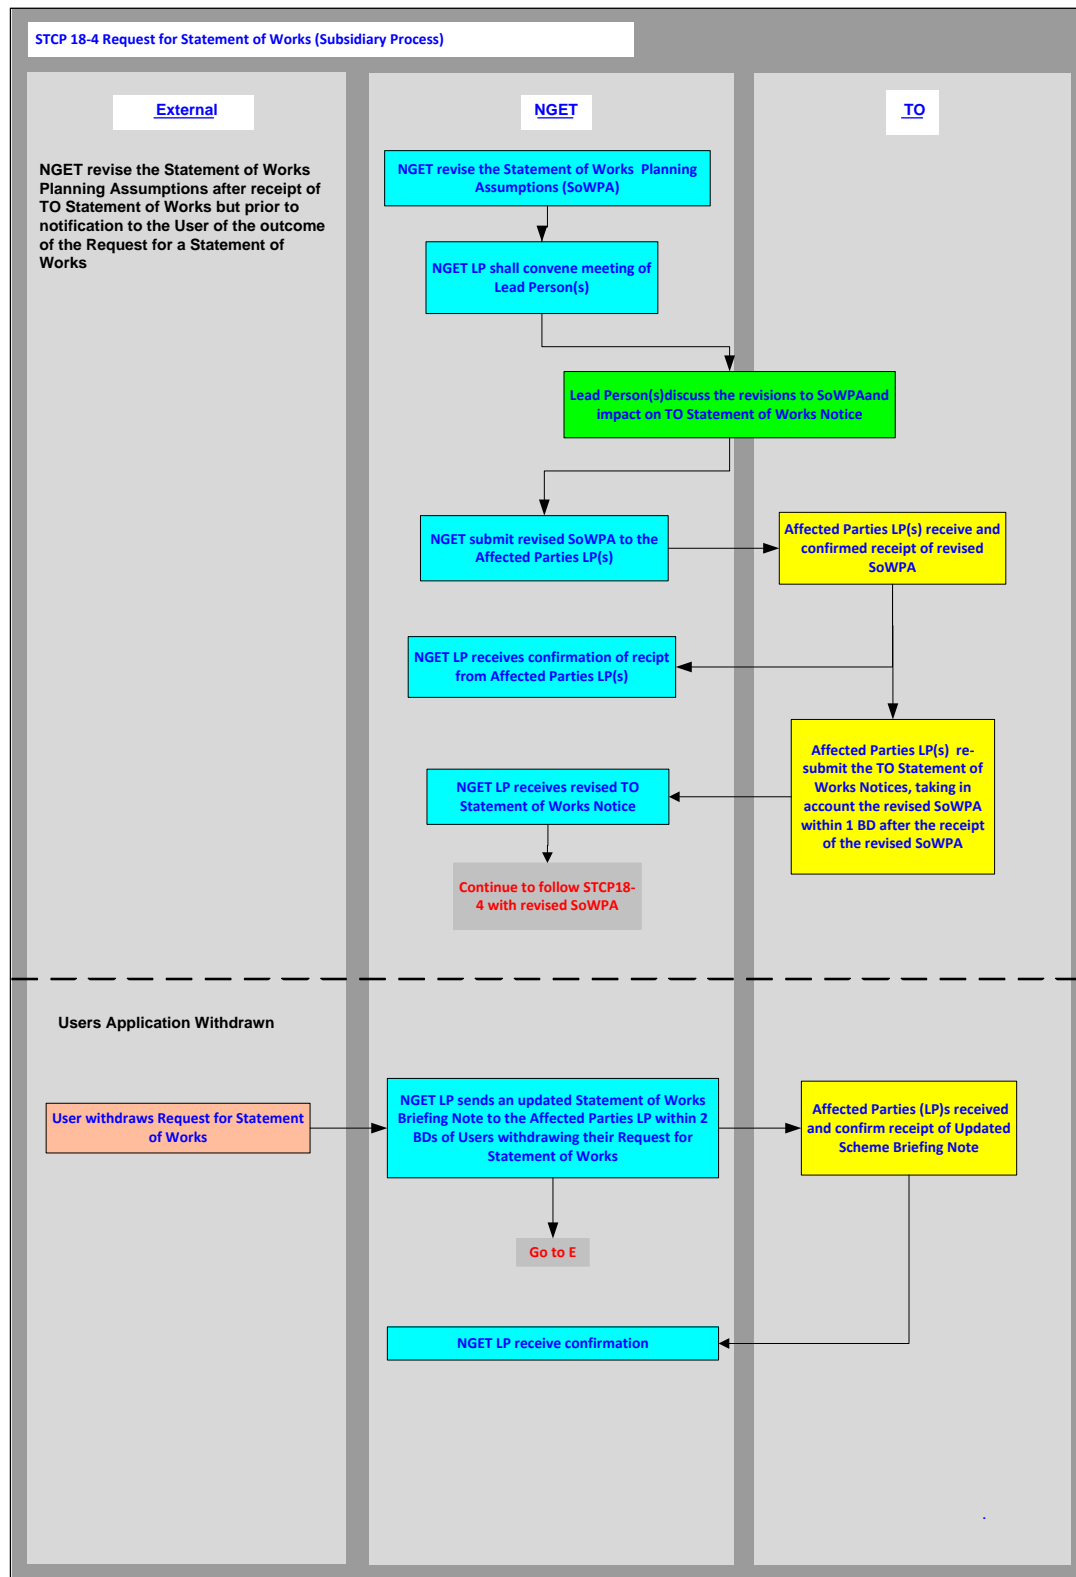 STCP 18-4 Request for Statement of Works (Subsidiary Process)
External
NGET
TO
NGET revise the Statement of Works
Planning Assumptions after receipt of
TO Statement of Works but prior to
notification to the User of the outcome
of the Request for a Statement of
Works
NGET revise the Statement of Works Planning
Assumptions (SoWPA)
NGET LP shall convene meeting of
Lead Person(s)
Lead Person(s)discuss the revisions to SoWPAand
impact on TO Statement of Works Notice
NGET submit revised SoWPA to the
Affected Parties LP(s)
Affected Parties LP(s) receive and
confirmed receipt of revised
SoWPA
NGET LP receives confirmation of recipt
from Affected Parties LP(s)
Affected Parties LP(s) re-
submit the TO Statement of
Works Notices, taking in
account the revised SoWPA
within 1 BD after the receipt
of the revised SoWPA
NGET LP receives revised TO
Statement of Works Notice
Continue to follow STCP18-
4 with revised SoWPA
Users Application Withdrawn
User withdraws Request for Statement
of Works
NGET LP sends an updated Statement of Works
Briefing Note to the Affected Parties LP within 2
BDs of Users withdrawing their Request for
Statement of Works
Affected Parties (LP)s received
and confirm receipt of Updated
Scheme Briefing Note
Go to E
NGET LP receive confirmation
.